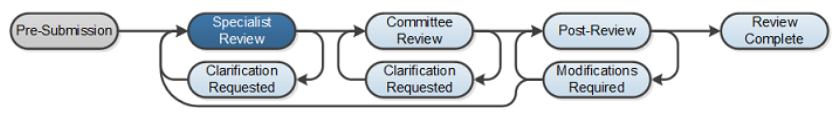 Pre-Submission
Specialist
Review
Clarification
Requested
Committee
Review
Clarification
Requested
Post-Review
Modifications
Required
Review
Complete